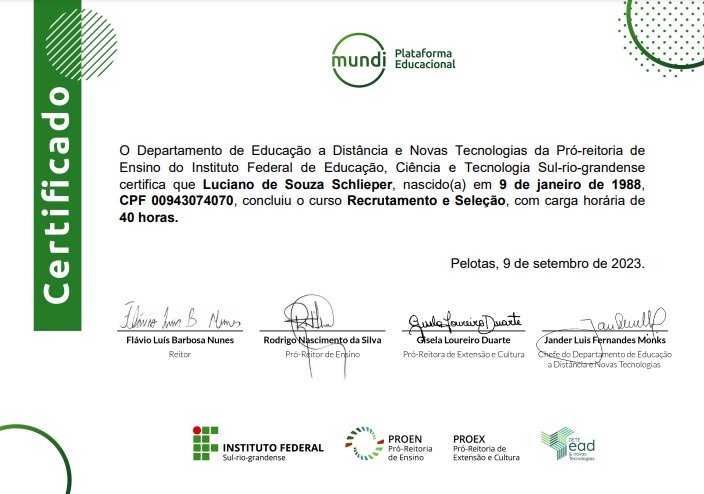 Certificado
mundi Plataforma
Educacional
O Departamento de Educação a Distância e Novas Tecnologias da Pró-reitoria de
Ensino do Instituto Federal de Educação, Ciência e Tecnologia Sul-rio-grandense
certifica que Luciano de Souza Schlieper, nascido(a) em 9 de janeiro de 1988,
CPF 00943074070, concluiu o curso Recrutamento e Seleção, com carga horária de
40 horas.
Pelotas, 9 de setembro de 2023.
Flávio Luis B. Nunes
Gisela Loureiro Duarte
Flávio Luís Barbosa Nunes
Reitor
Rodrigo Nascimento da Silva
Pró-Reitor de Ensino
Gisela Loureiro Duarte
Pró-Reitora de Extensão e Cultura
Jander Luis Fernandes Monks
Chefe do Departamento de Educação
a Distância e Novas Tecnologias
INSTITUTO FEDERAL
Sul-rio-grandense
PROEN
Pró-Reitoria
de Ensino
PROEX
Pró-Reitoria de
Extensão e Cultura
DETE
ead
& novas
Tecnologias